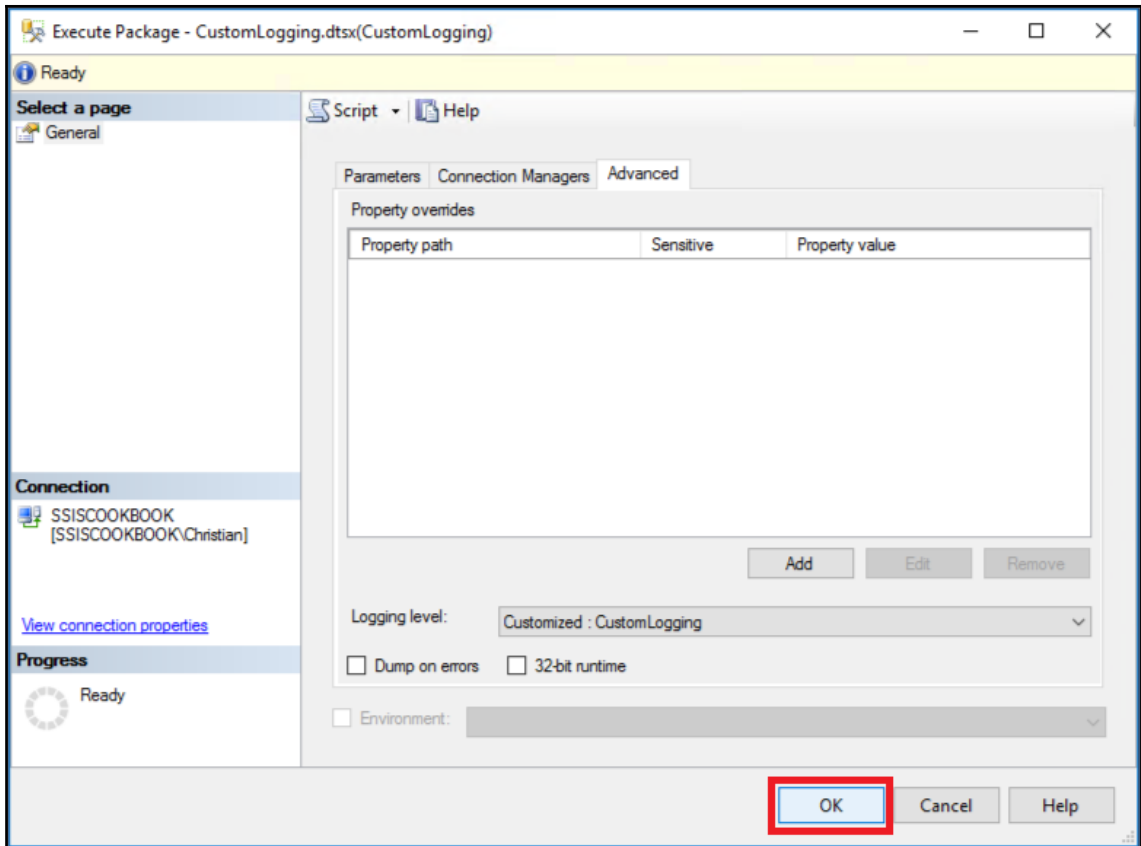 Execute Package - CustomLogging.dtsx(CustomLogging)
Ready
Select a page
General
Script
Help
Parameters
Connection Managers
Advanced
Property overrides
Property path
Sensitive
Property value
Connection
SSISCOOKBOOK
[SSISCOOKBOOK\Christian]
View connection properties
Progress
Ready
Add
Edit
Remove
Logging level:
Customized : CustomLogging
Dump on errors
32-bit runtime
Environment:
OK
Cancel
Help